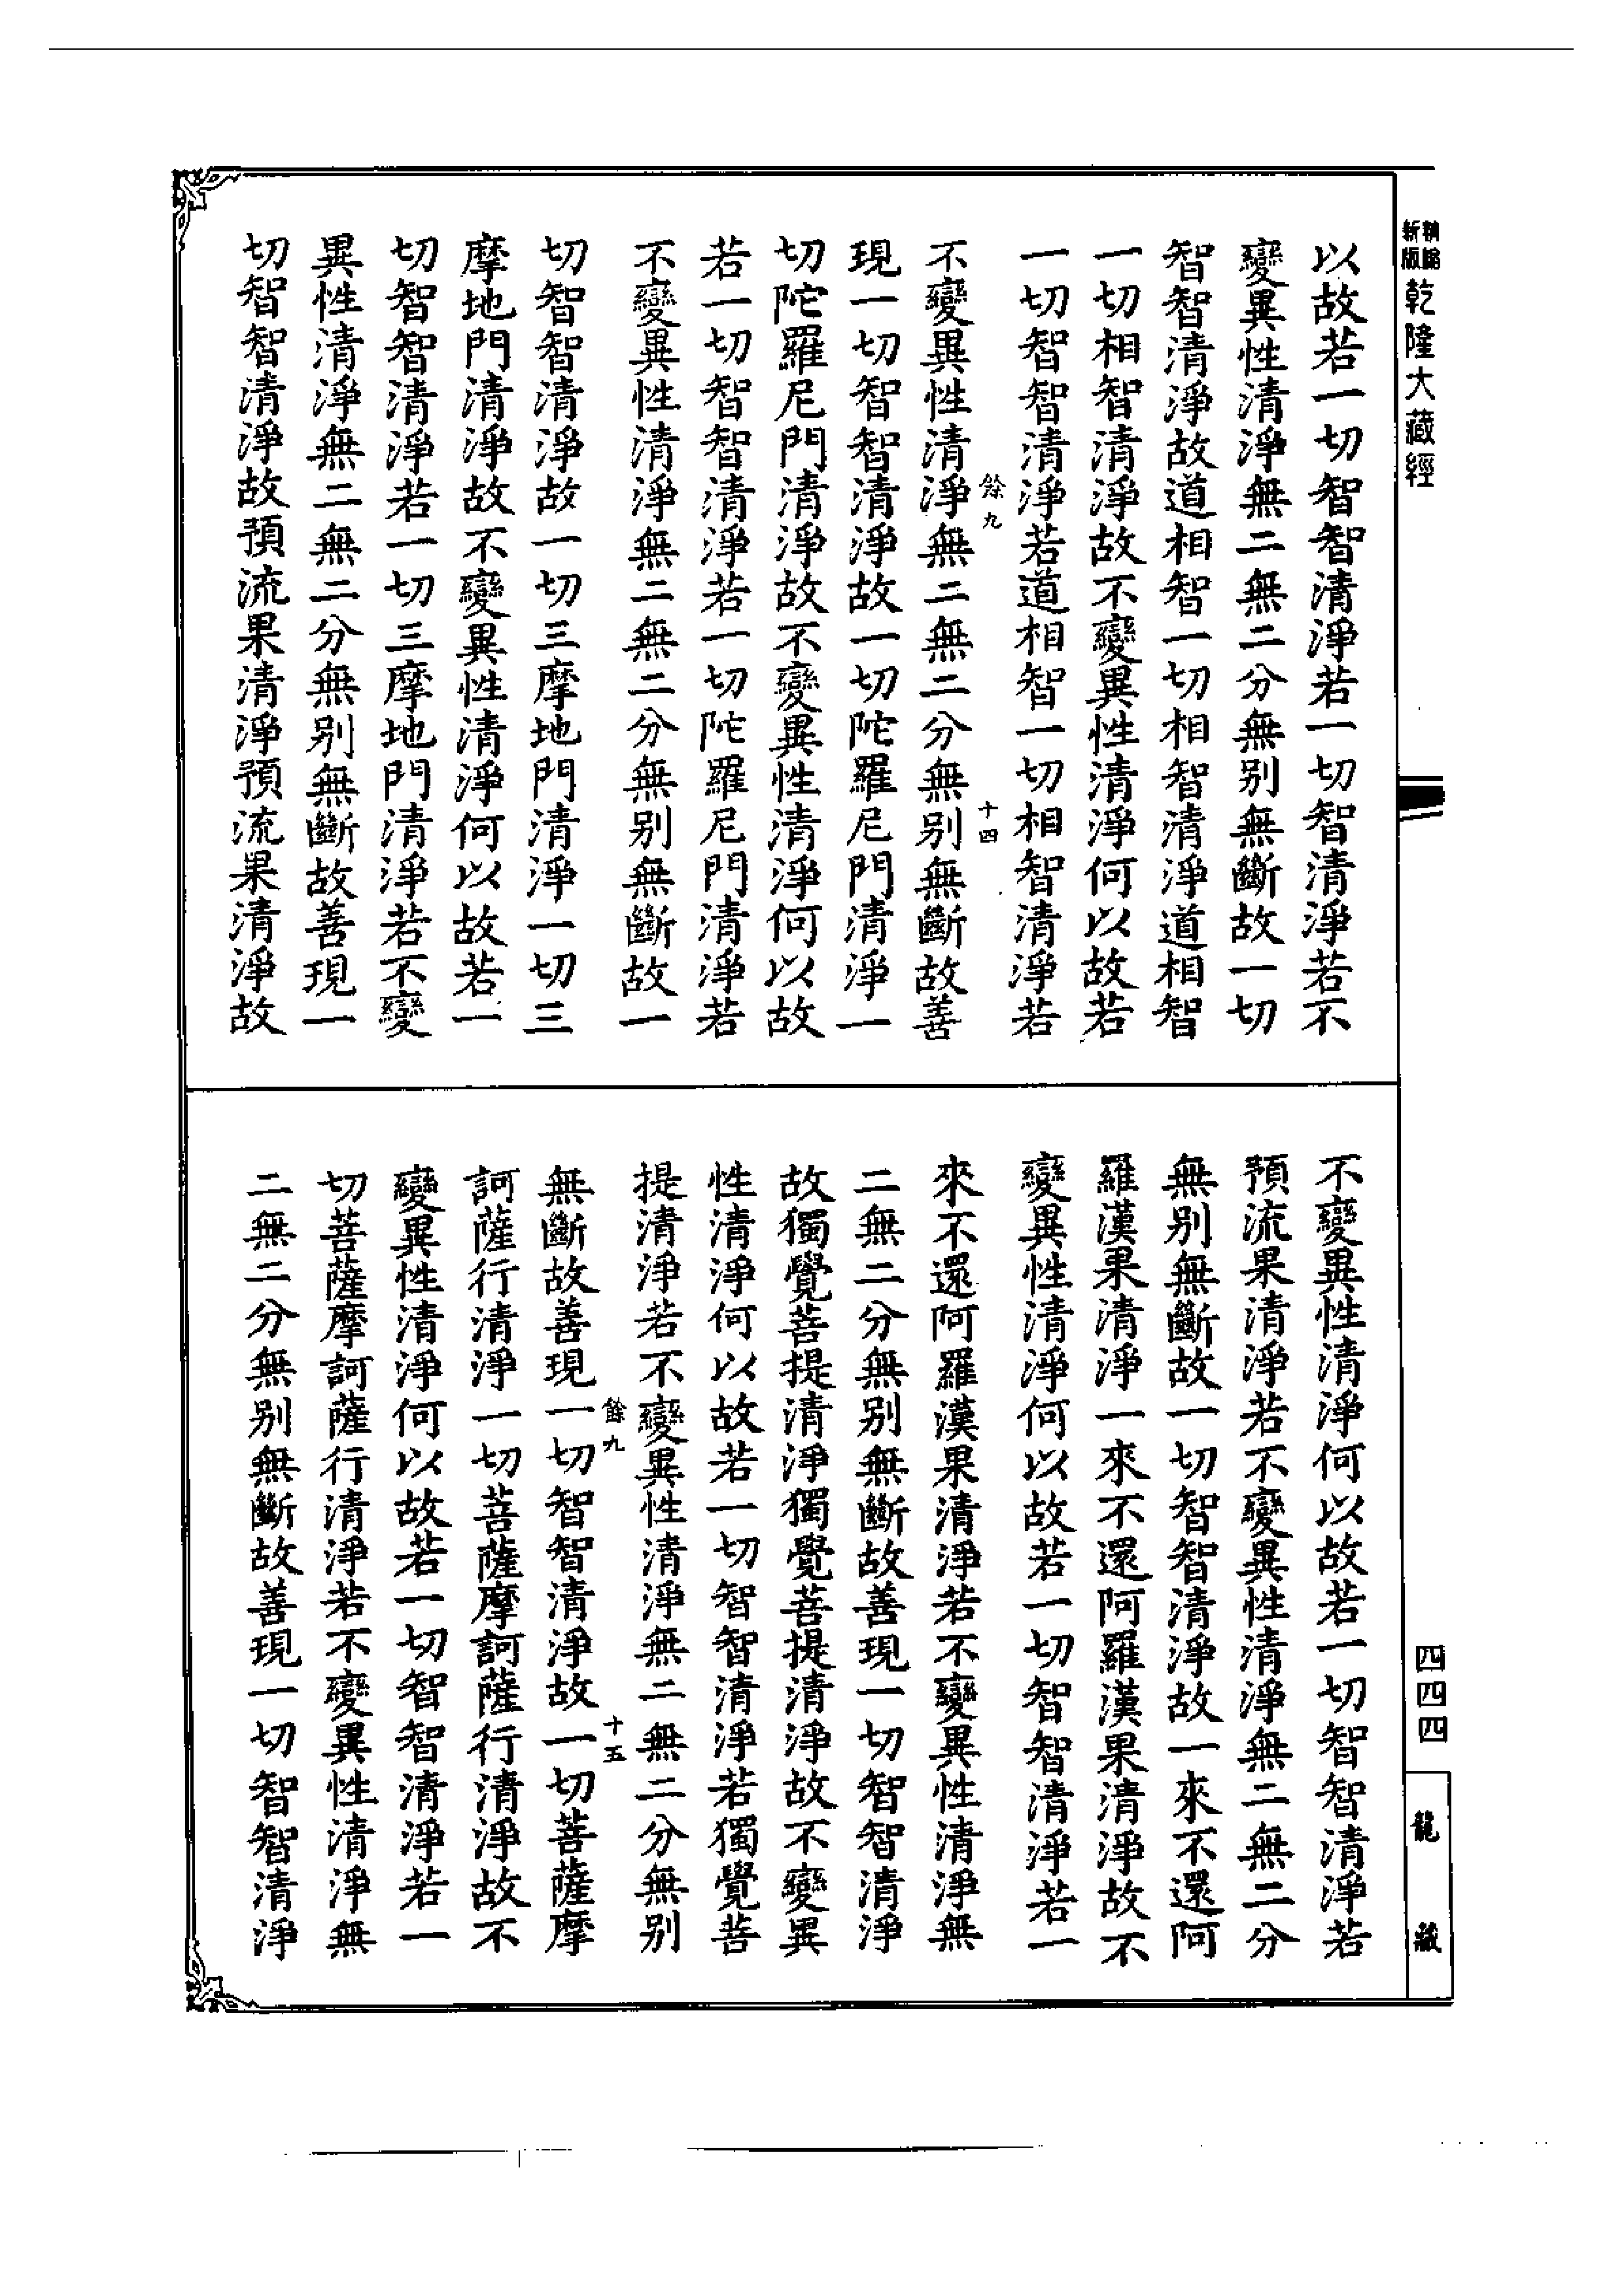 精縮
新版
乾隆大藏經
以故若一切智智清淨若一切智清淨若不
變異性清淨無二無二分無別無斷故一切
智智清淨故道相智一切相智清淨道相智
一切相智清淨故不變異性清淨何以故若
一切智智清淨若道相智一切相智清淨若
餘九
十四
不變異性清淨無二無二分無別無斷故善
現一切智智清淨故一切陀羅尼門清淨一
切陀羅尼門清淨故不變異性清淨何以故
若一切智智清淨若一切陀羅尼門清淨若
不變異性清淨無二無二分無別無斷故一
切智智清淨故一切三摩地門清淨一切三
摩地門清淨故不變異性清淨何以故若一
切智智清淨若一切三摩地門清淨若不變
異性清淨無二無二分無別無斷故善現一
切智智清淨故預流果清淨預流果清淨故
不變異性清淨何以故若一切智智清淨若
預流果清淨若不變異性清淨無二無二分
無別無斷故一切智智清淨故一來不還阿
羅漢果清淨一來不還阿羅漢果清淨故不
變異性清淨何以故若一切智智清淨若一
來不還阿羅漢果清淨若不變異性清淨無
二無二分無別無斷故善現一切智智清淨
故獨覺菩提清淨獨覺菩提清淨故不變異
性清淨何以故若一切智智清淨若獨覺菩
提清淨若不變異性清淨無二無二分無別
餘九
十五
無斷故善現一切智智清淨故一切菩薩摩
訶薩行清淨一切菩薩摩訶薩行清淨故不
變異性清淨何以故若一切智智清淨若一
切菩薩摩訶薩行清淨若不變異性清淨無
二無二分無別無斷故善現一切智智清淨
四四四
龍藏